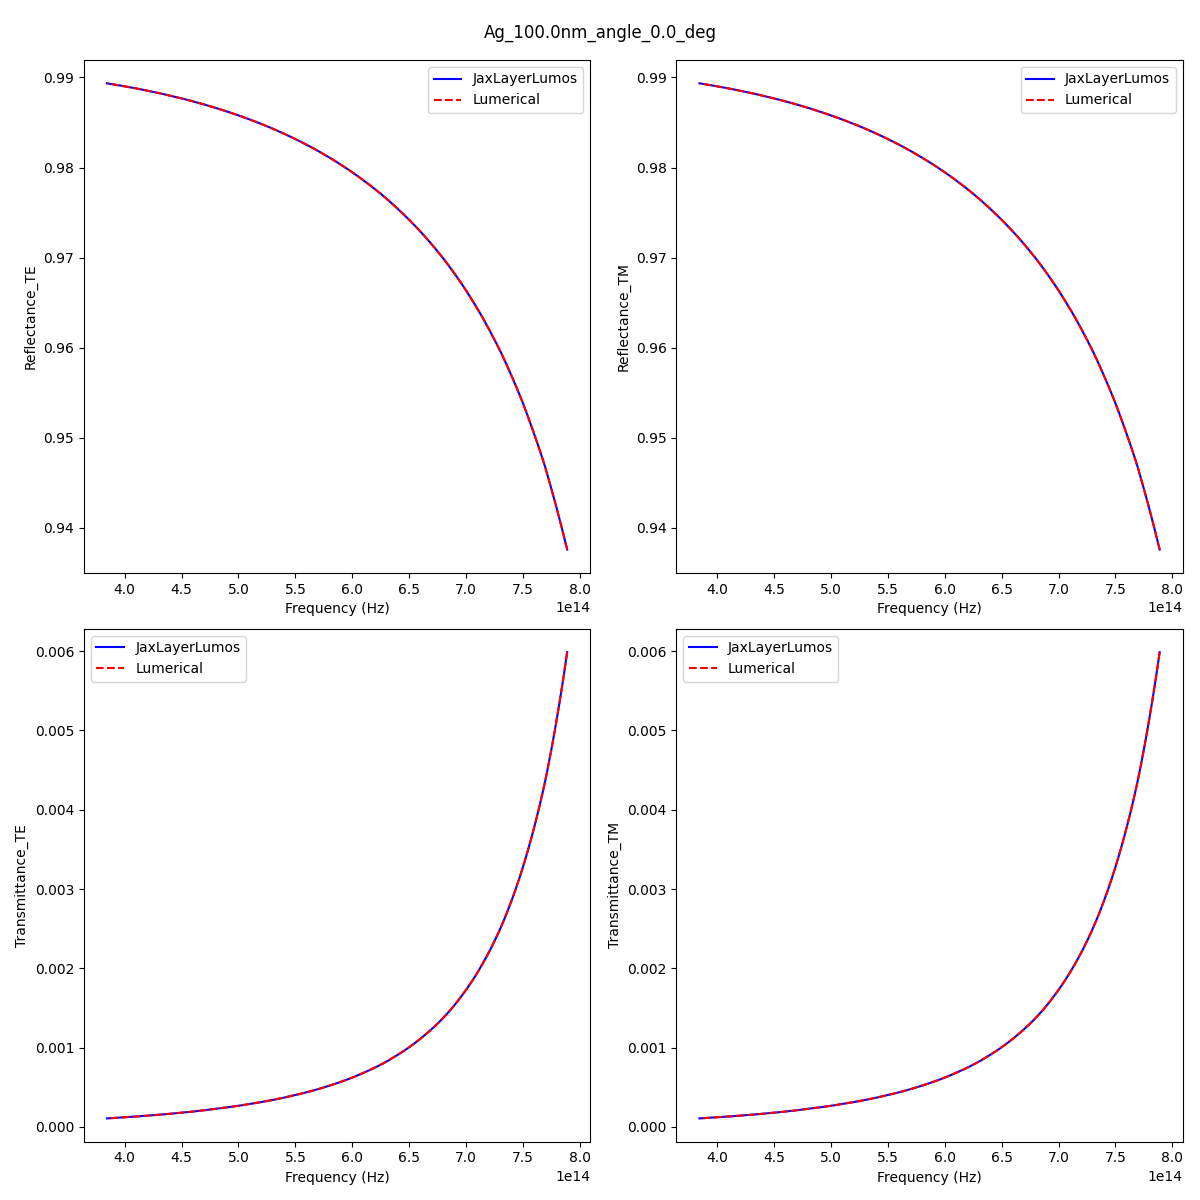 Ag_100.0nm_angle_0.0_deg
0.99
0.98
0.97
0.96
0.95
0.94
Reflectance_TE
JaxLayerLumos
Lumerical
4.0 4.5 5.0 5.5 6.0 6.5 7.0 7.5 8.0
1e14
Frequency (Hz)
0.99
0.98
0.97
0.96
0.95
0.94
Reflectance_TM
JaxLayerLumos
Lumerical
4.0 4.5 5.0 5.5 6.0 6.5 7.0 7.5 8.0
1e14
Frequency (Hz)
0.006
0.005
0.004
0.003
0.002
0.001
0.000
Transmittance_TE
JaxLayerLumos
Lumerical
4.0 4.5 5.0 5.5 6.0 6.5 7.0 7.5 8.0
1e14
Frequency (Hz)
0.006
0.005
0.004
0.003
0.002
0.001
0.000
Transmittance_TM
JaxLayerLumos
Lumerical
4.0 4.5 5.0 5.5 6.0 6.5 7.0 7.5 8.0
1e14
Frequency (Hz)